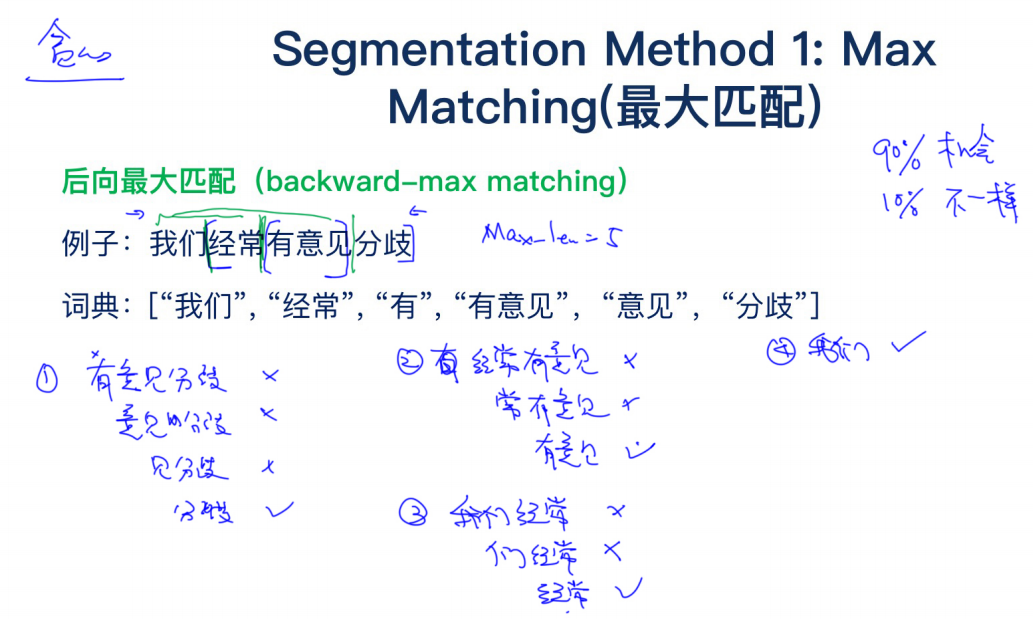 Segmentation Method 1: Max
Matching(最大匹配)
90% 相会
10% 不一样
后向最大匹配（backward-max matching）
例子：我们经常有意见分歧
Max-len = 5
词典：[“我们”, “经常”, “有”, “有意见”, “意见”, “分歧”]
① 有意见分歧 ×
意见分歧 ×
见分歧 ×
分歧 ✓
② 经常有意见 ×
常有意见 ×
有意见 ✓
③ 我们经常 ×
们经常 ×
经常 ✓
④ 我们 ✓